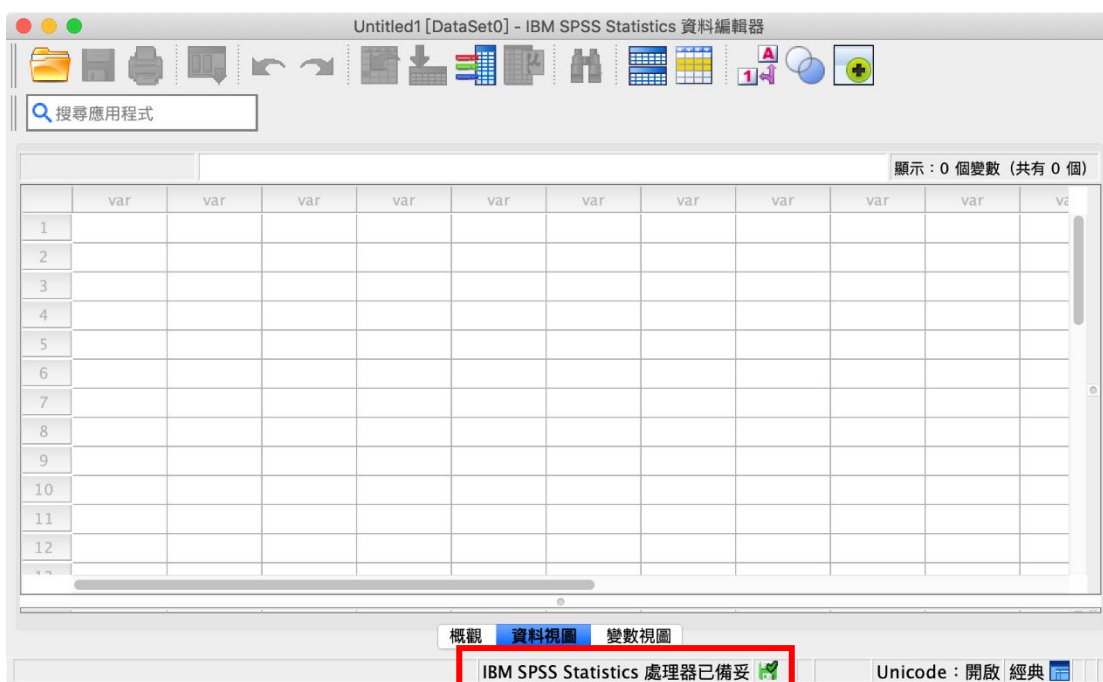 Untitled1 [DataSet0] - IBM SPSS Statistics 資料編輯器
μ A 1
搜尋應用程式
顯示：0 個變數（共有 0 個）
var var var var var var var var var var
1
2
3
4
5
6
7
8
9
10
11
12
概觀 資料視圖 變數視圖
IBM SPSS Statistics 處理器已備妥 Unicode：開啟 經典